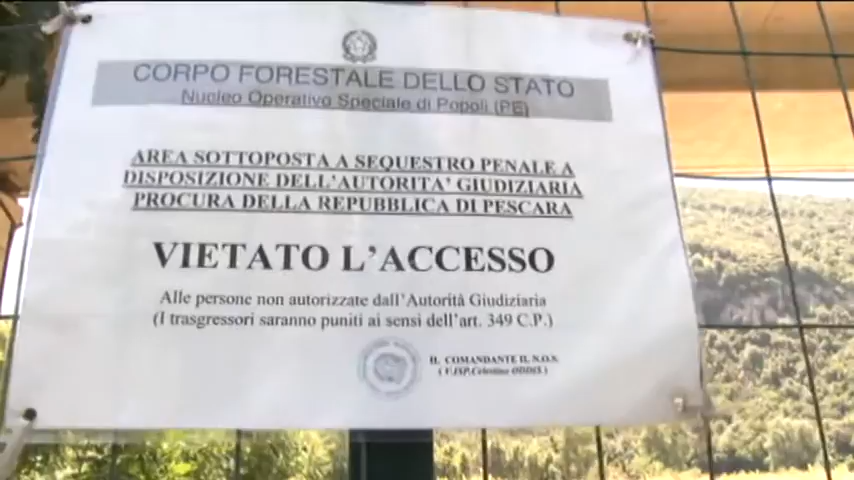 CORPO FORESTALE DELLO STATO
Nucleo Operativo Speciale di Popoli (PE)
AREA SOTTOPOSTA A SEQUESTRO PENALE A
DISPOSIZIONE DELL'AUTORITA' GIUDIZIARIA
PROCURA DELLA REPUBBLICA DI PESCARA
VIETATO L'ACCESSO
Alle persone non autorizzate dall'Autorità Giudiziaria
(I trasgressori saranno puniti ai sensi dell'art. 349 C.P.)
IL COMANDANTE IL N.O.S.